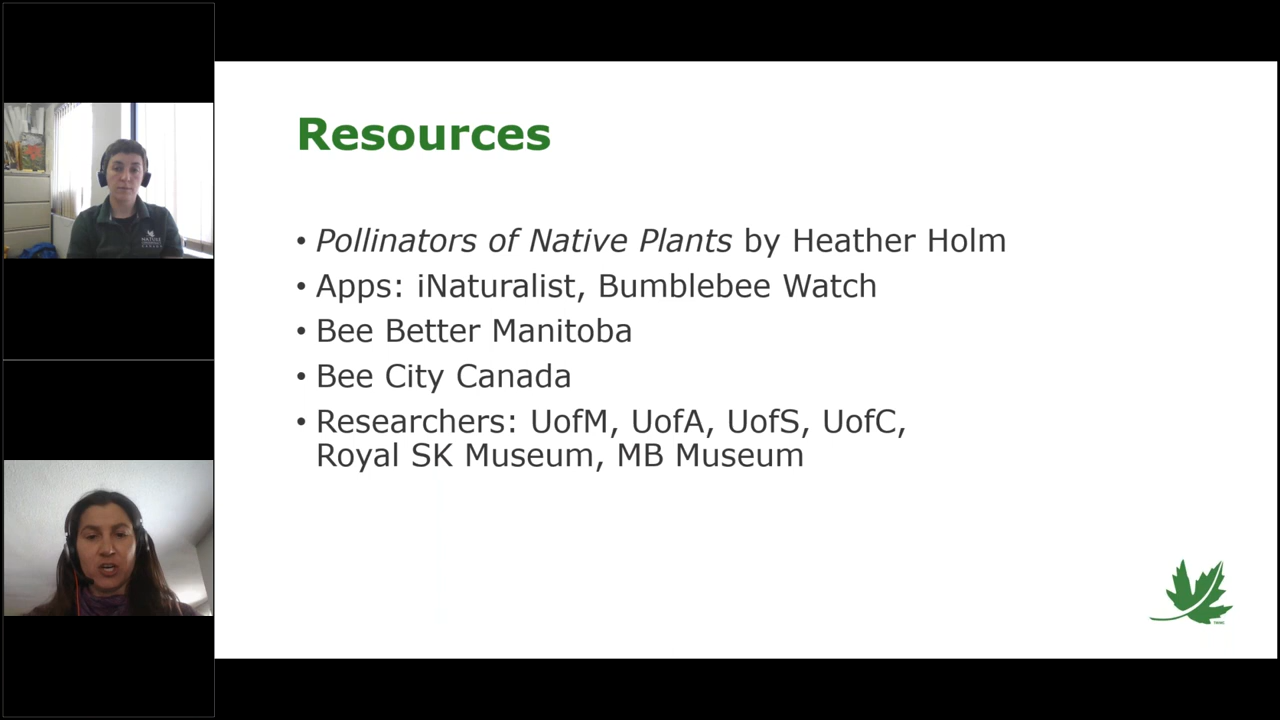 Resources
• Pollinators of Native Plants by Heather Holm
• Apps: iNaturalist, Bumblebee Watch
• Bee Better Manitoba
• Bee City Canada
• Researchers: UofM, UofA, UofS, UofC,
Royal SK Museum, MB Museum